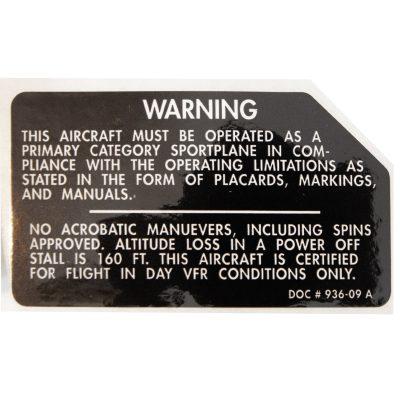 WARNING
THIS AIRCRAFT MUST BE OPERATED AS A
PRIMARY CATEGORY SPORTPLANE IN COM-
PLIANCE WITH THE OPERATING LIMITATIONS AS
STATED IN THE FORM OF PLACARDS, MARKINGS,
AND MANUALS.
NO ACROBATIC MANUEVERS, INCLUDING SPINS
APPROVED. ALTITUDE LOSS IN A POWER OFF
STALL IS 160 FT. THIS AIRCRAFT IS CERTIFIED
FOR FLIGHT IN DAY VFR CONDITIONS ONLY.
DOC # 936-09 A